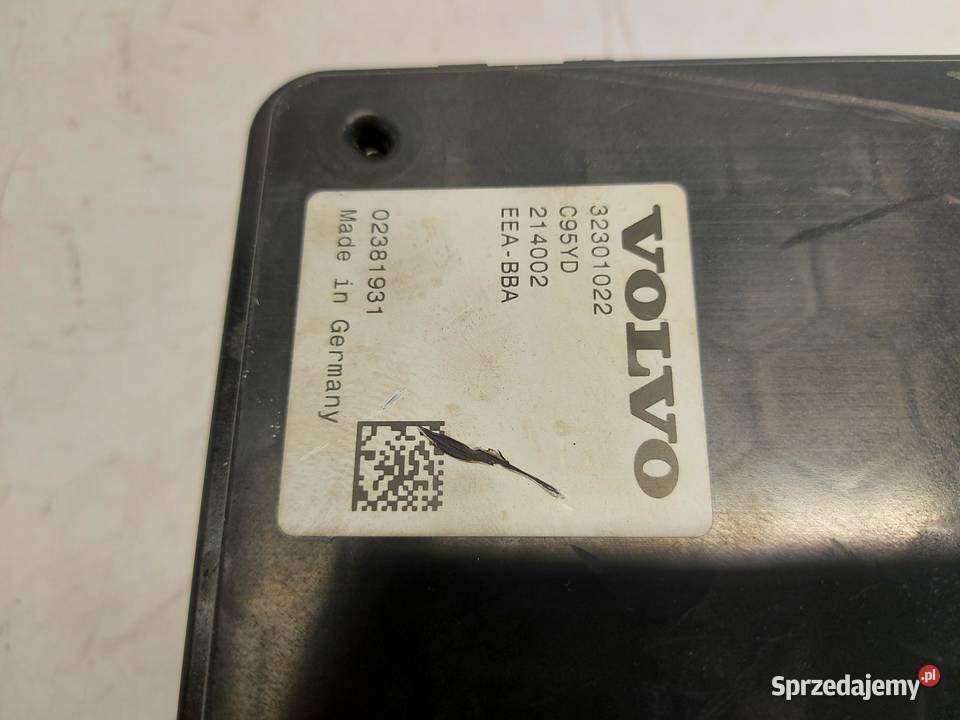 VOLVO
32301022
C95YD
214002
EEA-BBA
02381931
Made in Germany
Sprzedajemy.pl